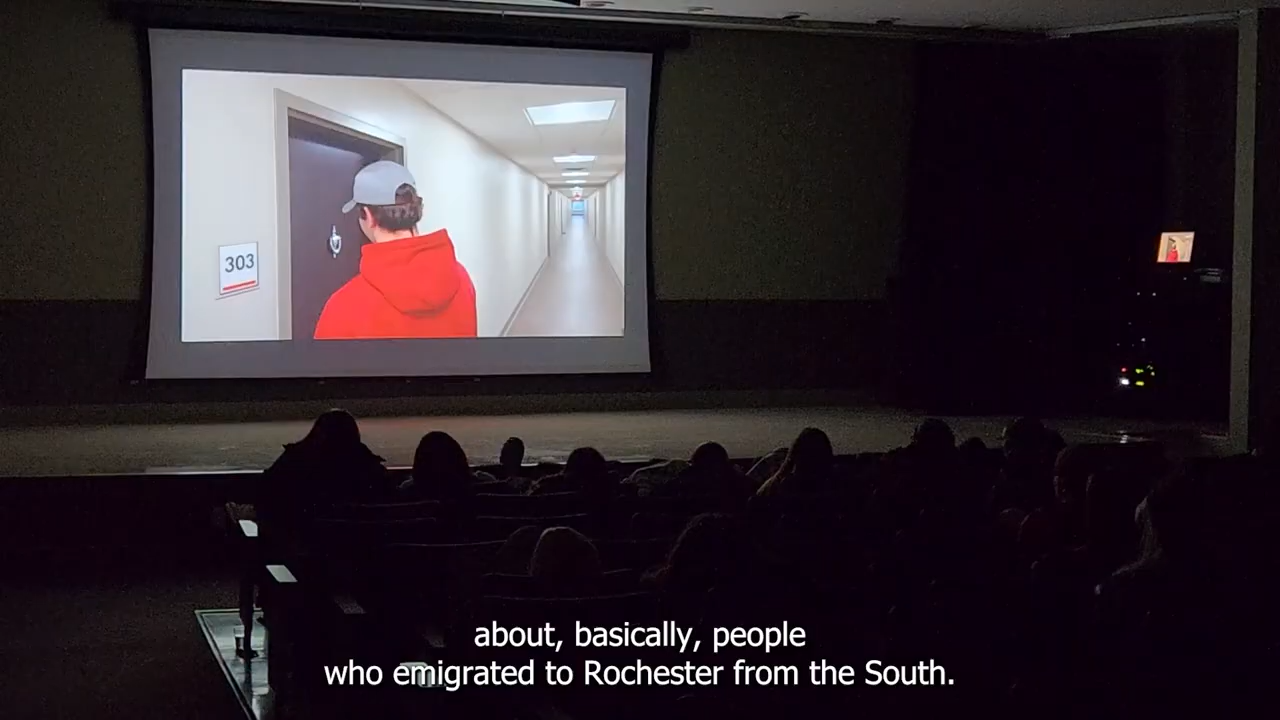 303
about, basically, people
who emigrated to Rochester from the South.